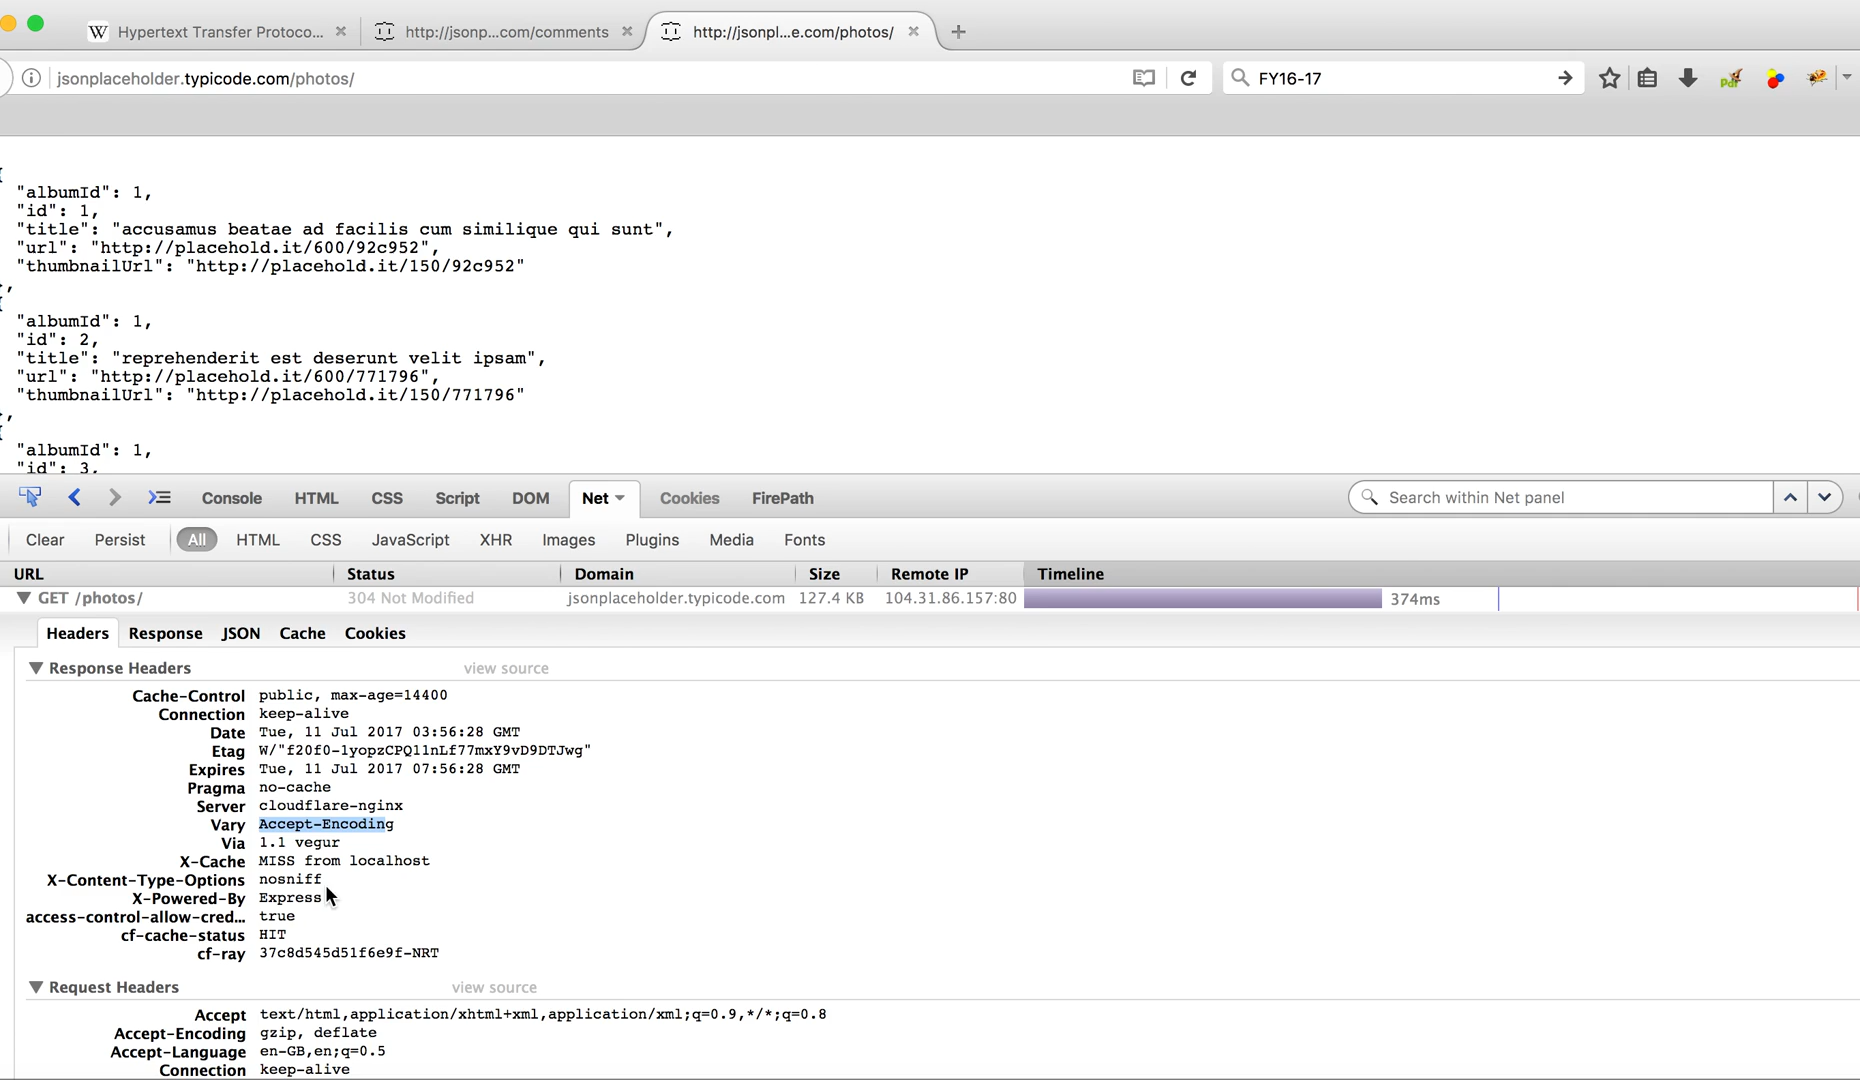 W Hypertext Transfer Protoco... × http://jsonp...com/comments × http://jsonpl...e.com/photos/ × +
jsonplaceholder.typicode.com/photos/ FY16-17
{
"albumId": 1,
"id": 1,
"title": "accusamus beatae ad facilis cum similique qui sunt",
"url": "http://placehold.it/600/92c952",
"thumbnailUrl": "http://placehold.it/150/92c952"
},
{
"albumId": 1,
"id": 2,
"title": "reprehenderit est deserunt velit ipsam",
"url": "http://placehold.it/600/771796",
"thumbnailUrl": "http://placehold.it/150/771796"
},
{
"albumId": 1,
"id": 3,
Console HTML CSS Script DOM Net Cookies FirePath Search within Net panel
Clear Persist All HTML CSS JavaScript XHR Images Plugins Media Fonts
URL Status Domain Size Remote IP Timeline
GET /photos/ 304 Not Modified jsonplaceholder.typicode.com 127.4 KB 104.31.86.157:80 374ms
Headers Response JSON Cache Cookies
Response Headers view source
Cache-Control public, max-age=14400
Connection keep-alive
Date Tue, 11 Jul 2017 03:56:28 GMT
Etag W/"f20f0-1yopzCPQ11nLf77mxY9vD9DTJwg"
Expires Tue, 11 Jul 2017 07:56:28 GMT
Pragma no-cache
Server cloudflare-nginx
Vary Accept-Encoding
Via 1.1 vegur
X-Cache MISS from localhost
X-Content-Type-Options nosniff
X-Powered-By Express
access-control-allow-cred... true
cf-cache-status HIT
cf-ray 37c8d545d51f6e9f-NRT
Request Headers view source
Accept text/html,application/xhtml+xml,application/xml;q=0.9,*/*;q=0.8
Accept-Encoding gzip, deflate
Accept-Language en-GB,en;q=0.5
Connection keep-alive